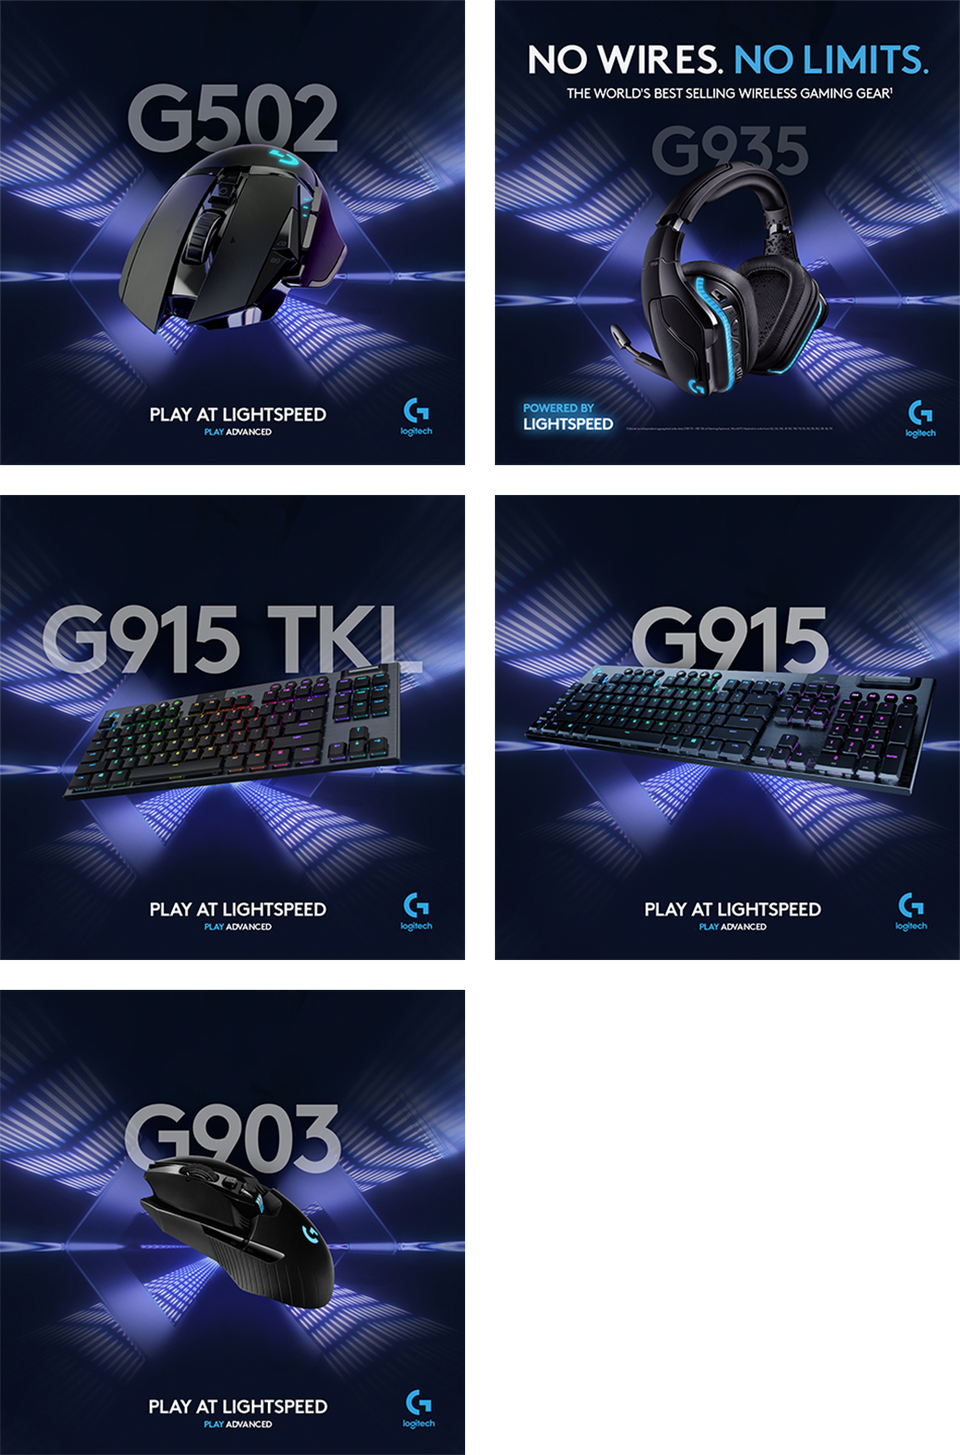 G502
PLAY AT LIGHTSPEED
PLAY ADVANCED
logitech
NO WIRES. NO LIMITS.
THE WORLD'S BEST SELLING WIRELESS GAMING GEAR¹
G935
POWERED BY
LIGHTSPEED
logitech
G915 TKL
PLAY AT LIGHTSPEED
PLAY ADVANCED
logitech
G915
PLAY AT LIGHTSPEED
PLAY ADVANCED
logitech
G903
PLAY AT LIGHTSPEED
PLAY ADVANCED
logitech